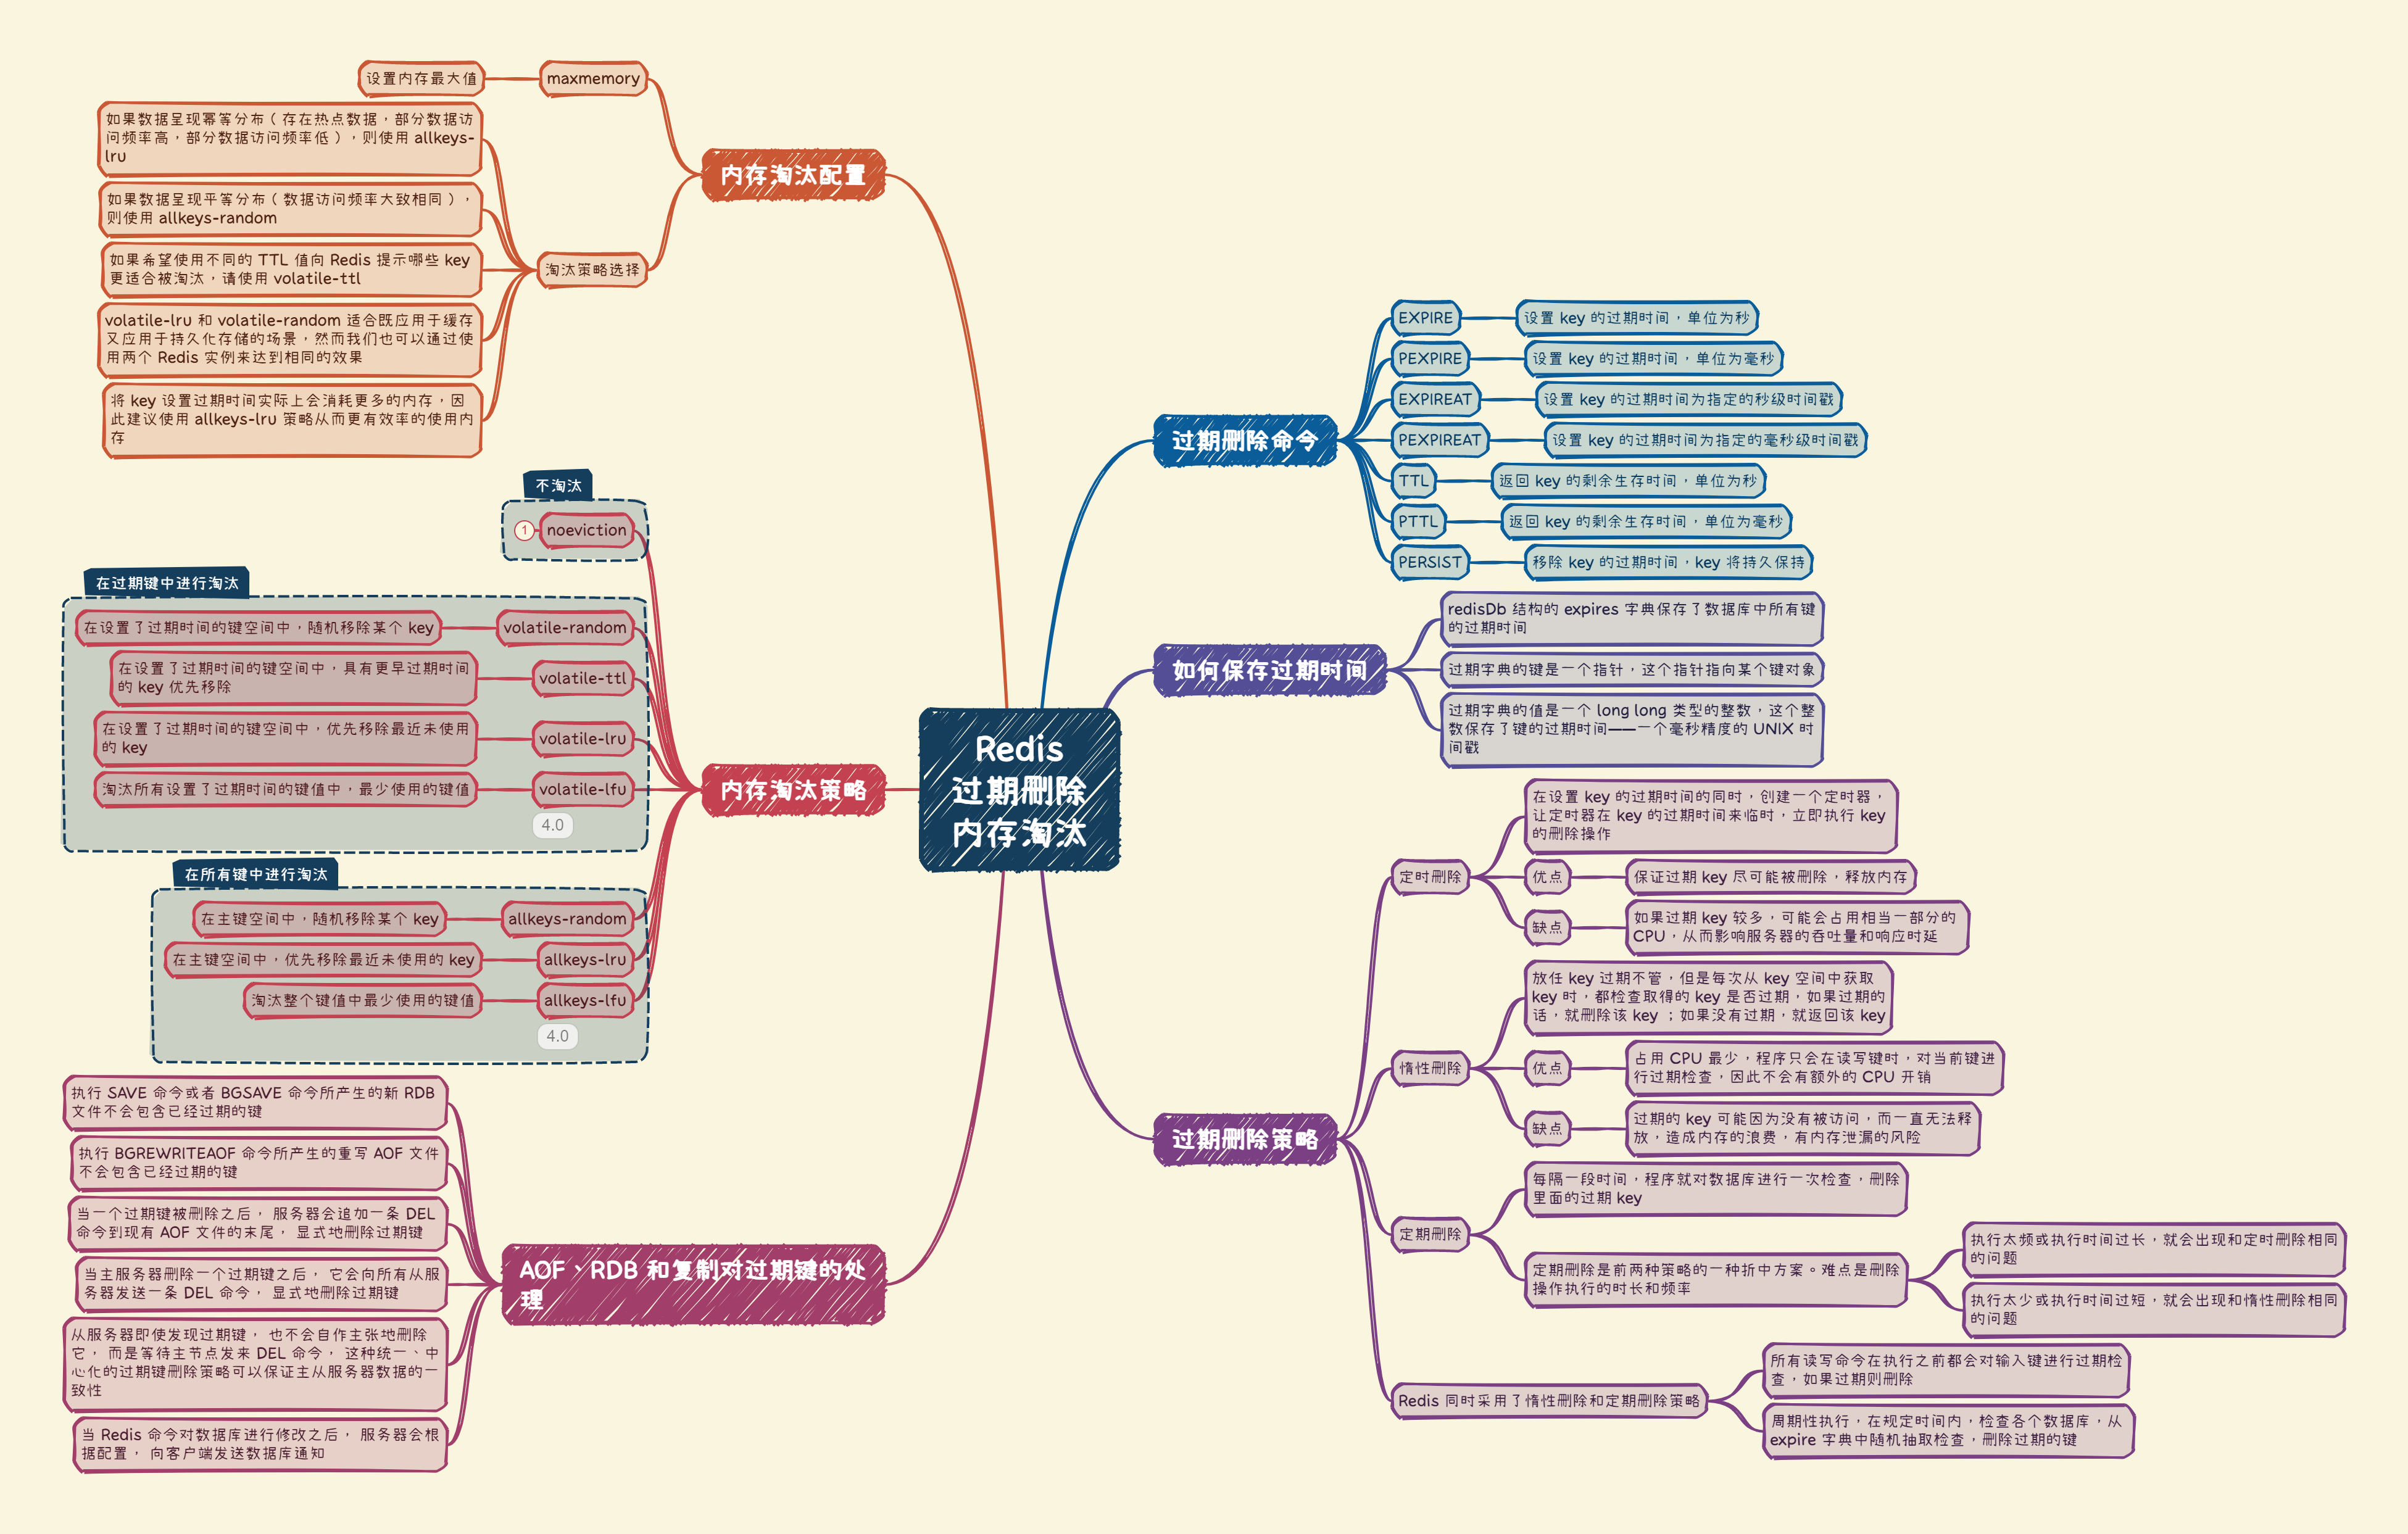 Redis
过期删除
内存淘汰
过期删除命令
EXPIRE
设置 key 的过期时间，单位为秒
PEXPIRE
设置 key 的过期时间，单位为毫秒
EXPIREAT
设置 key 的过期时间为指定的秒级时间戳
PEXPIREAT
设置 key 的过期时间为指定的毫秒级时间戳
TTL
返回 key 的剩余生存时间，单位为秒
PTTL
返回 key 的剩余生存时间，单位为毫秒
PERSIST
移除 key 的过期时间，key 将持久保持
如何保存过期时间
redisDb 结构的 expires 字典保存了数据库中所有键
的过期时间
过期字典的键是一个指针，这个指针指向某个键对象
过期字典的值是一个 long long 类型的整数，这个整
数保存了键的过期时间——一个毫秒精度的 UNIX 时
间戳
过期删除策略
定时删除
在设置 key 的过期时间的同时，创建一个定时器，
让定时器在 key 的过期时间来临时，立即执行 key
的删除操作
优点
保证过期 key 尽可能被删除，释放内存
缺点
如果过期 key 较多，可能会占用相当一部分的
CPU，从而影响服务器的吞吐量和响应时延
惰性删除
放任 key 过期不管，但是每次从 key 空间中获取
key 时，都检查取得的 key 是否过期，如果过期的
话，就删除该 key ；如果没有过期，就返回该 key
优点
占用 CPU 最少，程序只会在读写键时，对当前键进
行过期检查，因此不会有额外的 CPU 开销
缺点
过期的 key 可能因为没有被访问，而一直无法释
放，造成内存的浪费，有内存泄漏的风险
定期删除
每隔一段时间，程序就对数据库进行一次检查，删除
里面的过期 key
定期删除是前两种策略的一种折中方案。难点是删除
操作执行的时长和频率
执行太频或执行时间过长，就会出现和定时删除相同
的问题
执行太少或执行时间过短，就会出现和惰性删除相同
的问题
Redis 同时采用了惰性删除和定期删除策略
所有读写命令在执行之前都会对输入键进行过期检
查，如果过期则删除
周期性执行，在规定时间内，检查各个数据库，从
expire 字典中随机抽取检查，删除过期的键
内存淘汰配置
maxmemory
设置内存最大值
淘汰策略选择
如果数据呈现幂等分布（存在热点数据，部分数据访
问频率高，部分数据访问频率低），则使用 allkeys-
lru
如果数据呈现平等分布（数据访问频率大致相同），
则使用 allkeys-random
如果希望使用不同的 TTL 值向 Redis 提示哪些 key
更适合被淘汰，请使用 volatile-ttl
volatile-lru 和 volatile-random 适合既应用于缓存
又应用于持久化存储的场景，然而我们也可以通过使
用两个 Redis 实例来达到相同的效果
将 key 设置过期时间实际上会消耗更多的内存，因
此建议使用 allkeys-lru 策略从而更有效率的使用内
存
内存淘汰策略
不淘汰
noeviction
1
在过期键中进行淘汰
volatile-random
在设置了过期时间的键空间中，随机移除某个 key
volatile-ttl
在设置了过期时间的键空间中，具有更早过期时间
的 key 优先移除
volatile-lru
在设置了过期时间的键空间中，优先移除最近未使用
的 key
volatile-lfu
淘汰所有设置了过期时间的键值中，最少使用的键值
4.0
在所有键中进行淘汰
allkeys-random
在主键空间中，随机移除某个 key
allkeys-lru
在主键空间中，优先移除最近未使用的 key
allkeys-lfu
淘汰整个键值中最少使用的键值
4.0
AOF、RDB 和复制对过期键的处
理
执行 SAVE 命令或者 BGSAVE 命令所产生的新 RDB
文件不会包含已经过期的键
执行 BGREWRITEAOF 命令所产生的重写 AOF 文件
不会包含已经过期的键
当一个过期键被删除之后， 服务器会追加一条 DEL
命令到现有 AOF 文件的末尾， 显式地删除过期键
当主服务器删除一个过期键之后， 它会向所有从服
务器发送一条 DEL 命令， 显式地删除过期键
从服务器即使发现过期键， 也不会自作主张地删除
它， 而是等待主节点发来 DEL 命令， 这种统一、中
心化的过期键删除策略可以保证主从服务器数据的一
致性
当 Redis 命令对数据库进行修改之后， 服务器会根
据配置， 向客户端发送数据库通知